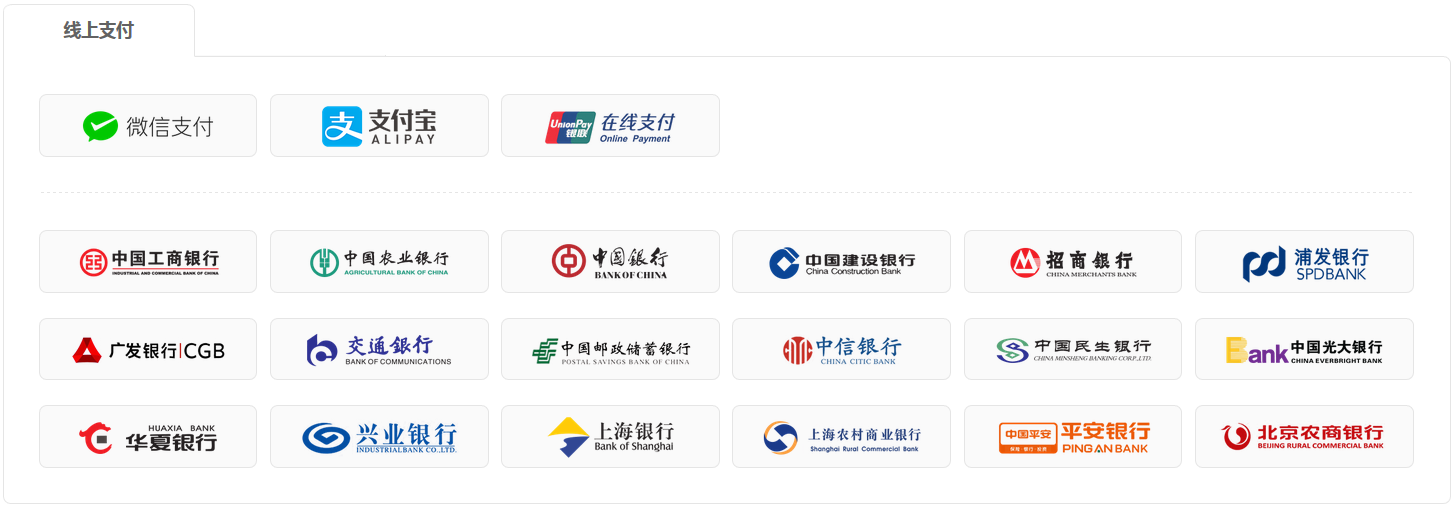 线上支付
微信支付
支付宝
ALIPAY
UnionPay
银联
在线支付
Online Payment
中国工商银行
INDUSTRIAL AND COMMERCIAL BANK OF CHINA
中国农业银行
AGRICULTURAL BANK OF CHINA
中国银行
BANK OF CHINA
中国建设银行
China Construction Bank
招商银行
CHINA MERCHANTS BANK
浦发银行
SPDBANK
广发银行|CGB
交通銀行
BANK OF COMMUNICATIONS
中国邮政储蓄银行
POSTAL SAVINGS BANK OF CHINA
中信银行
CHINA CITIC BANK
中国民生银行
CHINA MINSHENG BANKING CORP.,LTD.
Bank
中国光大银行
CHINA EVERBRIGHT BANK
HUAXIA BANK
华夏银行
兴业银行
INDUSTRIAL BANK CO.,LTD.
上海银行
Bank of Shanghai
上海农村商业银行
Shanghai Rural Commercial Bank
中国平安
保险·银行·投资
平安银行
PING AN BANK
北京农商银行
BEIJING RURAL COMMERCIAL BANK